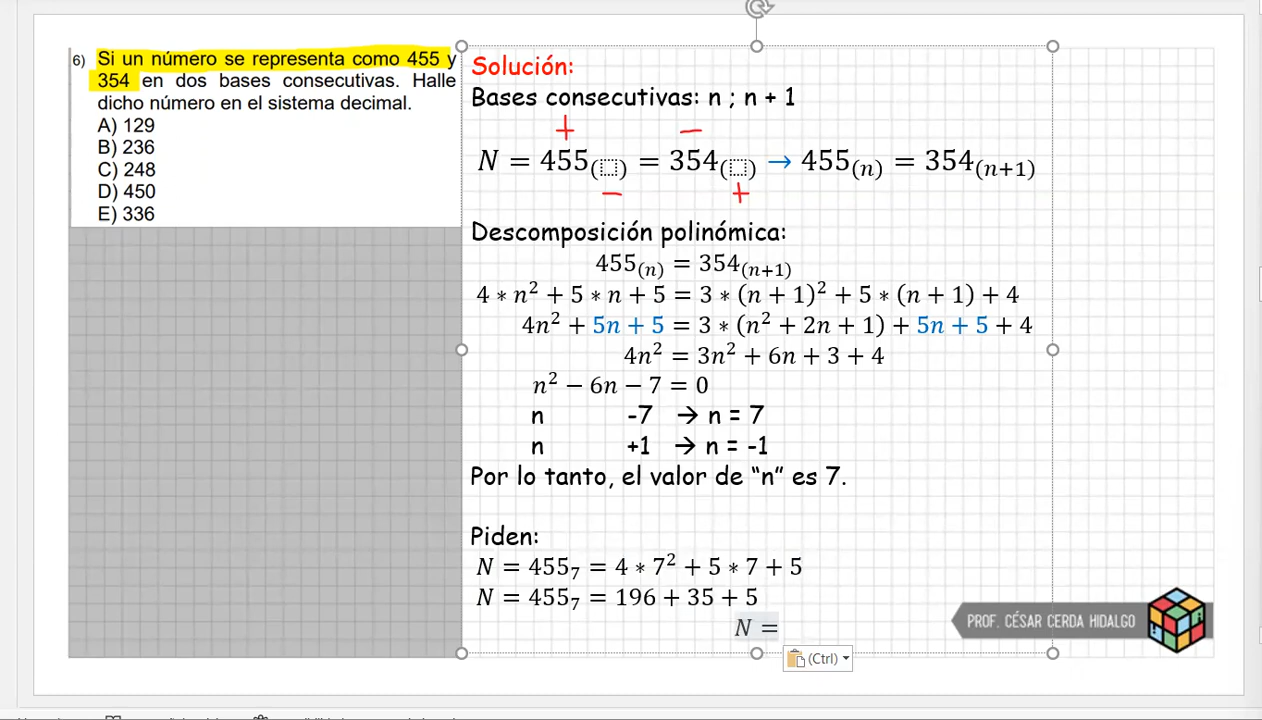 6) Si un número se representa como 455 y
354 en dos bases consecutivas. Halle
dicho número en el sistema decimal.
A) 129
B) 236
C) 248
D) 450
E) 336
Solución:
Bases consecutivas: n ; n + 1
+ −
N = 455(⬚) = 354(⬚) → 455(n) = 354(n+1)
− +
Descomposición polinómica:
455(n) = 354(n+1)
4 ∗ n² + 5 ∗ n + 5 = 3 ∗ (n + 1)² + 5 ∗ (n + 1) + 4
4n² + 5n + 5 = 3 ∗ (n² + 2n + 1) + 5n + 5 + 4
4n² = 3n² + 6n + 3 + 4
n² − 6n − 7 = 0
n -7 → n = 7
n +1 → n = -1
Por lo tanto, el valor de “n” es 7.
Piden:
N = 455₇ = 4 ∗ 7² + 5 ∗ 7 + 5
N = 455₇ = 196 + 35 + 5
N =
(Ctrl)
PROF. CÉSAR CERDA HIDALGO